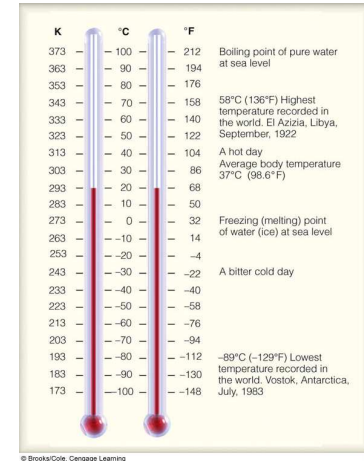 K °C °F
373 – – 100 – – 212 Boiling point of pure water
363 – – 90 – – 194 at sea level
353 – – 80 – – 176
343 – – 70 – – 158 58°C (136°F) Highest
temperature recorded in
333 – – 60 – – 140 the world. El Azizia, Libya,
323 – – 50 – – 122 September, 1922
313 – – 40 – – 104 A hot day
Average body temperature
303 – – 30 – – 86 37°C (98.6°F)
293 – – 20 – – 68
283 – – 10 – – 50
273 – – 0 – – 32 Freezing (melting) point
263 – – –10 – – 14 of water (ice) at sea level
253 – – –20 – – –4
243 – – –30 – – –22 A bitter cold day
233 – – –40 – – –40
223 – – –50 – – –58
213 – – –60 – – –76
203 – – –70 – – –94
193 – – –80 – – –112 –89°C (–129°F) Lowest
temperature recorded in
183 – – –90 – – –130 the world. Vostok, Antarctica,
173 – – –100 – – –148 July, 1983
© Brooks/Cole, Cengage Learning